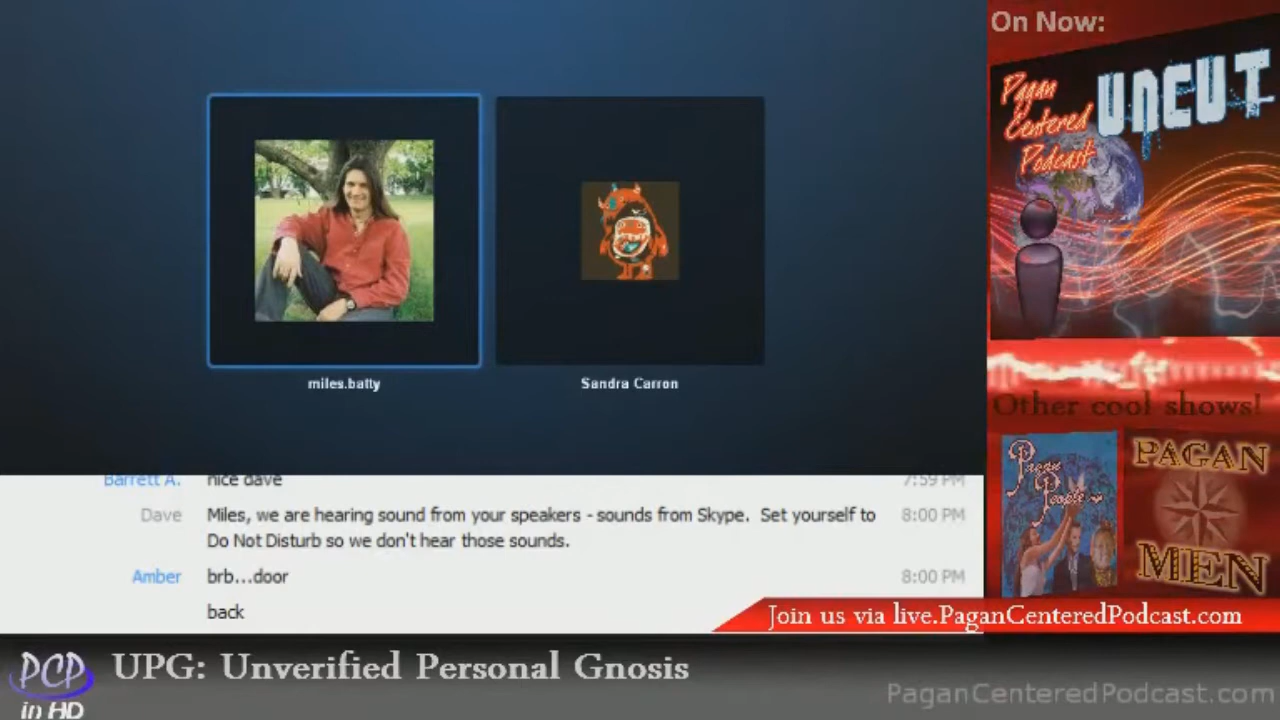 On Now:
Pagan
Centered
Podcast
UNCUT
miles.batty
Sandra Carron
Other cool shows!
Pagan
People
PAGAN
MEN
Barrett A. nice dave 7:59 PM
Dave Miles, we are hearing sound from your speakers - sounds from Skype. Set yourself to 8:00 PM
Do Not Disturb so we don't hear those sounds.
Amber brb...door 8:00 PM
back
Join us via live.PaganCenteredPodcast.com
PCP
in HD
UPG: Unverified Personal Gnosis
PaganCenteredPodcast.com